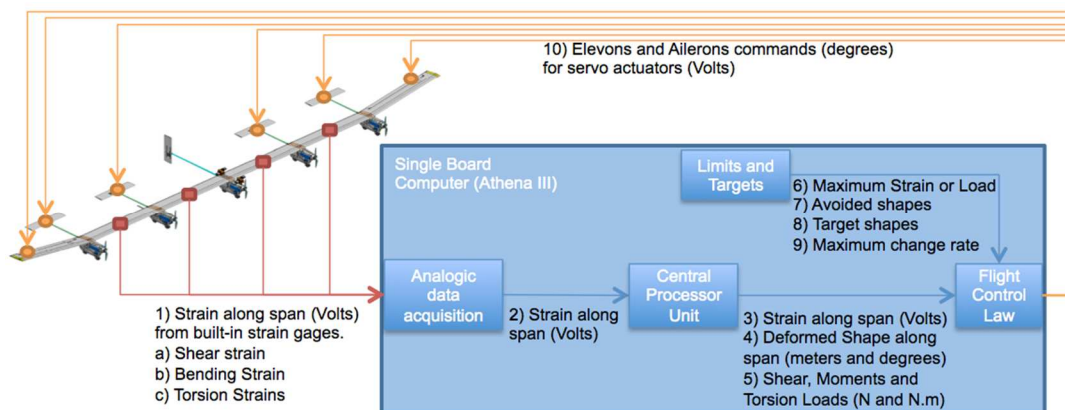 10) Elevons and Ailerons commands (degrees)
for servo actuators (Volts)
Single Board
Computer (Athena III)
Limits and
Targets
6) Maximum Strain or Load
7) Avoided shapes
8) Target shapes
9) Maximum change rate
Analogic
data
acquisition
2) Strain along
span (Volts)
Central
Processor
Unit
Flight
Control
Law
1) Strain along span (Volts)
from built-in strain gages.
a) Shear strain
b) Bending Strain
c) Torsion Strains
3) Strain along span (Volts)
4) Deformed Shape along
span (meters and degrees)
5) Shear, Moments and
Torsion Loads (N and N.m)